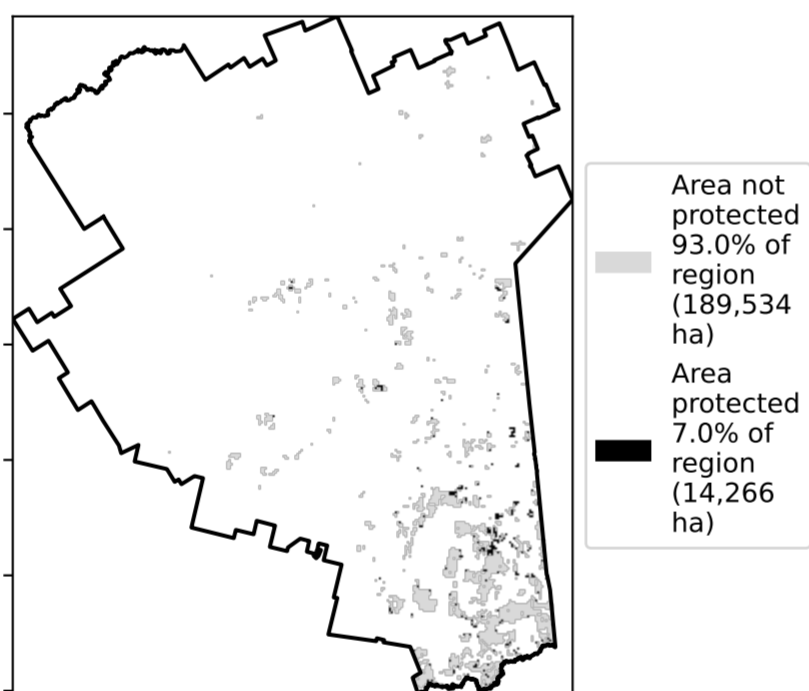 Area not
protected
93.0% of
region
(189,534
ha)
Area
protected
7.0% of
region
(14,266
ha)